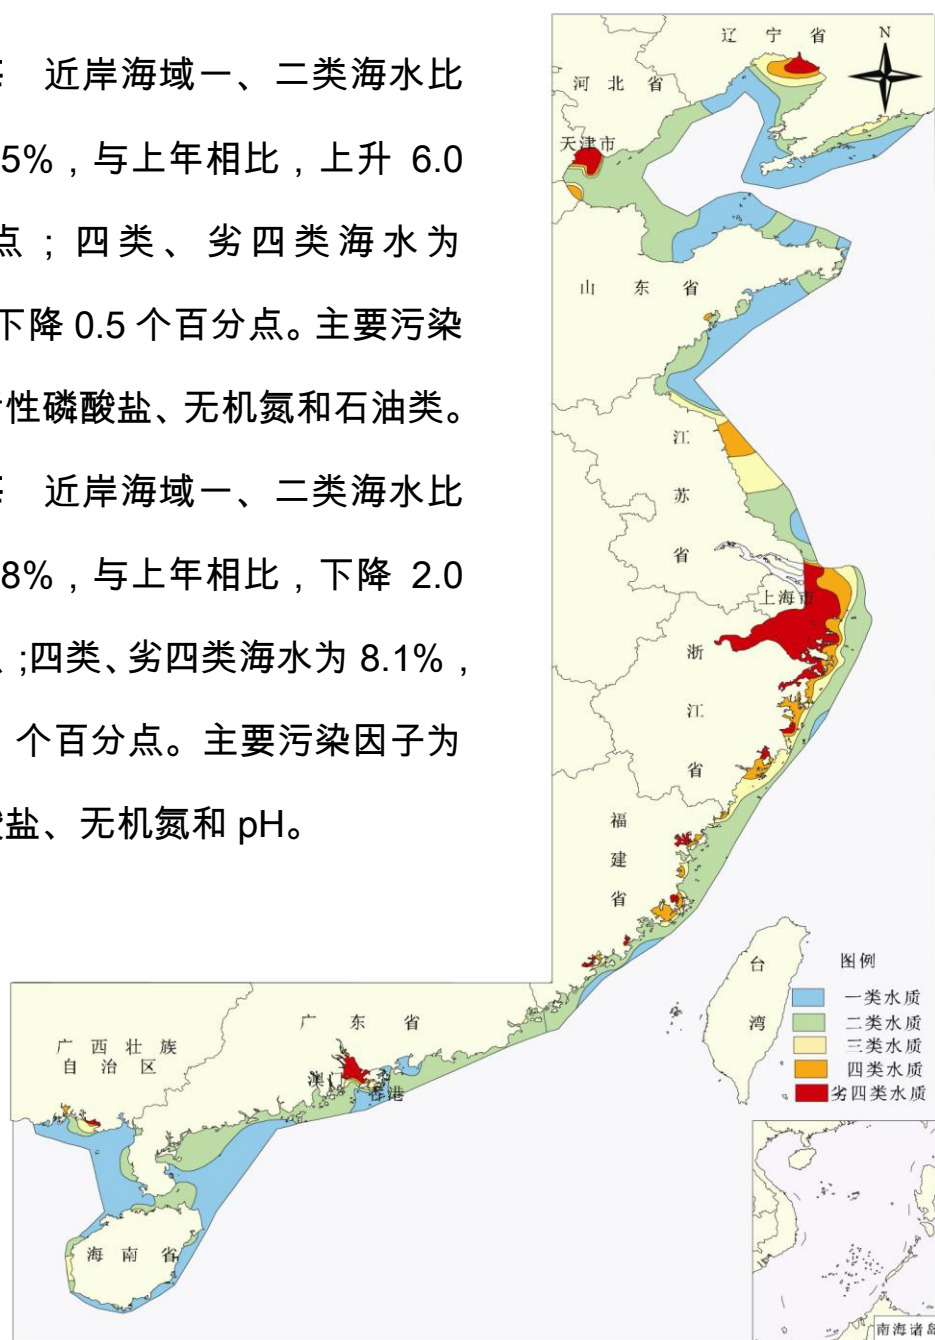 近岸海域一、二类海水比
5%，与上年相比，上升 6.0
点；四类、劣四类海水为
下降 0.5 个百分点。主要污染
性磷酸盐、无机氮和石油类。
近岸海域一、二类海水比
8%，与上年相比，下降 2.0
；四类、劣四类海水为 8.1%，
个百分点。主要污染因子为
盐、无机氮和 pH。
N
辽宁省
河北省
天津市
山东省
江苏省
上海市
浙江省
福建省
台湾
广东省
广西壮族
自治区
澳门
香港
海南省
图例
一类水质
二类水质
三类水质
四类水质
劣四类水质
南海诸岛